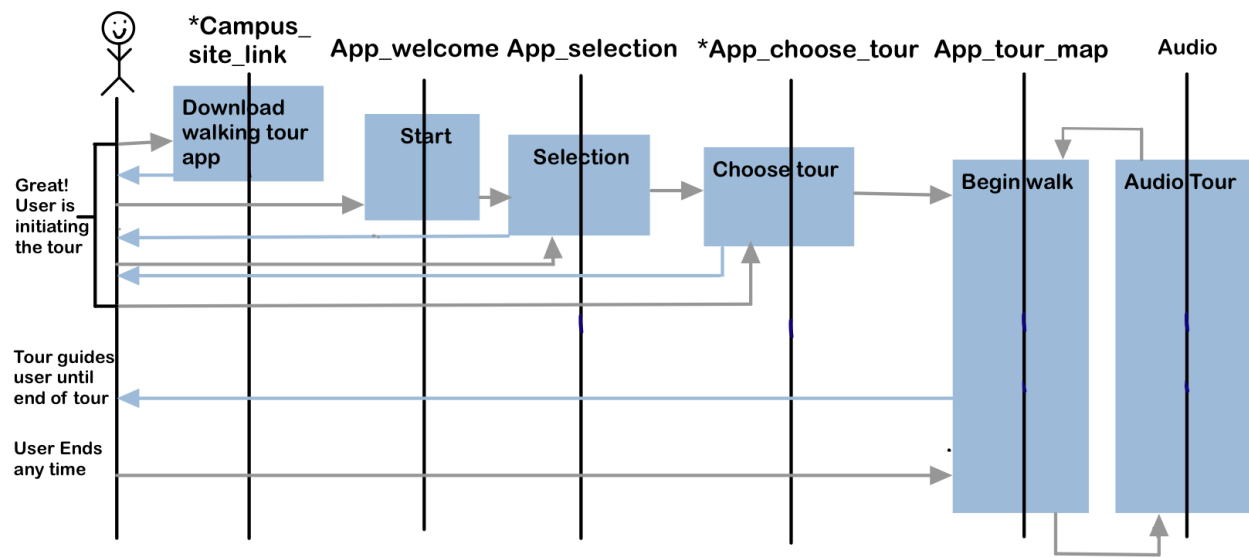 *Campus_
site_link
App_welcome
App_selection
*App_choose_tour
App_tour_map
Audio
Download
walking tour
app
Start
Selection
Choose tour
Begin walk
Audio Tour
Great!
User is
initiating
the tour
Tour guides
user until
end of tour
User Ends
any time